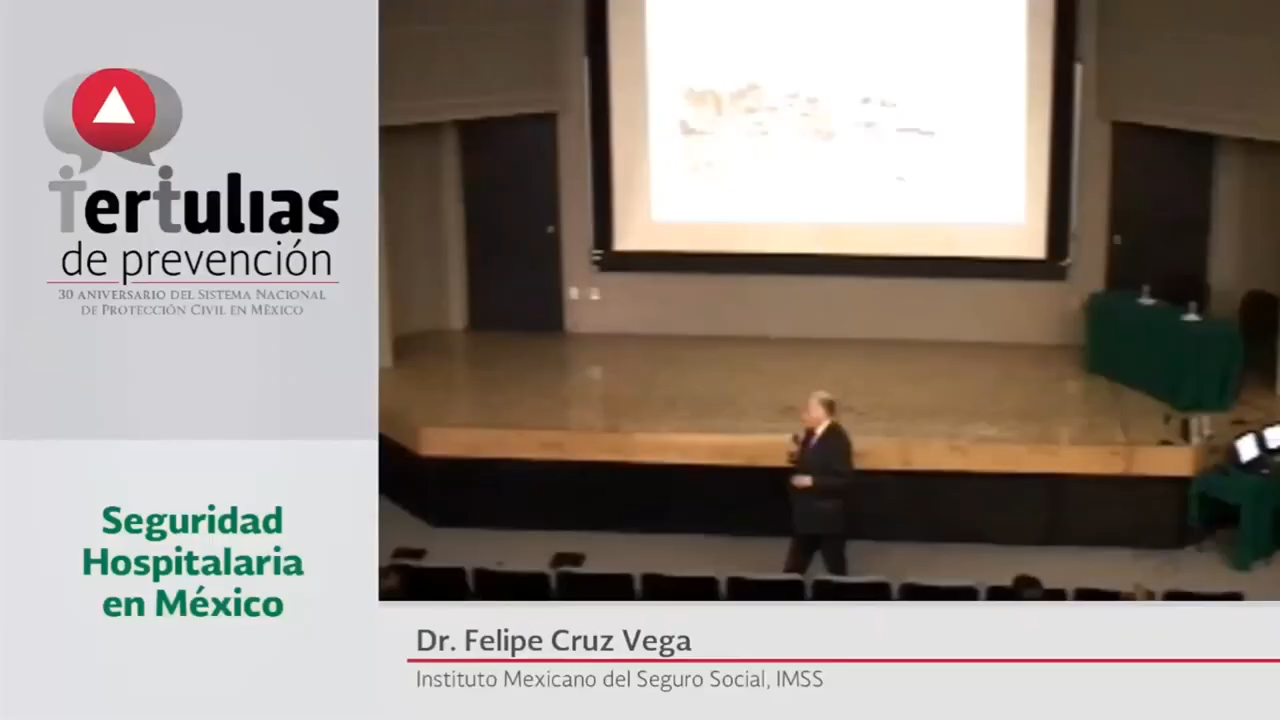 Tertulias
de prevención
30 ANIVERSARIO DEL SISTEMA NACIONAL
DE PROTECCIÓN CIVIL EN MÉXICO
Seguridad
Hospitalaria
en México
Dr. Felipe Cruz Vega
Instituto Mexicano del Seguro Social, IMSS